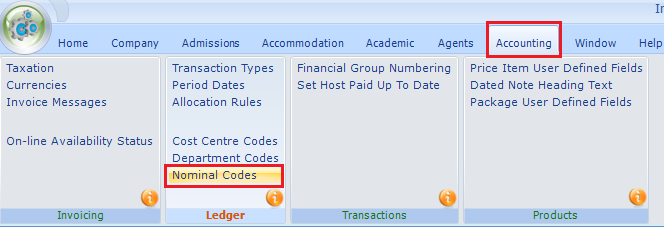 In
Home Company Admissions Accommodation Academic Agents Accounting Window Help
Taxation
Currencies
Invoice Messages
On-line Availability Status
Invoicing
Transaction Types
Period Dates
Allocation Rules
Cost Centre Codes
Department Codes
Nominal Codes
Ledger
Financial Group Numbering
Set Host Paid Up To Date
Transactions
Price Item User Defined Fields
Dated Note Heading Text
Package User Defined Fields
Products